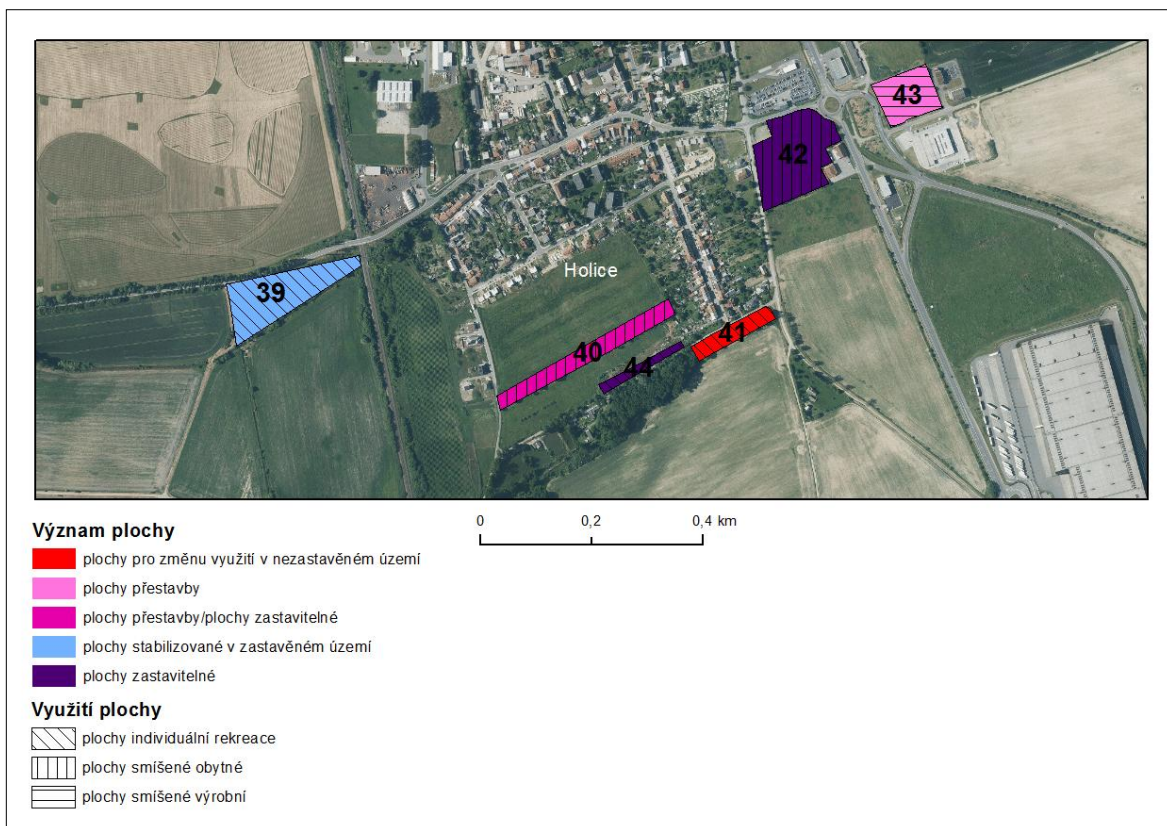 43
42
Holice
39
41
40
44
Význam plochy
plochy pro změnu využití v nezastavěném území
plochy přestavby
plochy přestavby/plochy zastavitelné
plochy stabilizované v zastavěném území
plochy zastavitelné
0 0,2 0,4 km
Využití plochy
plochy individuální rekreace
plochy smíšené obytné
plochy smíšené výrobní